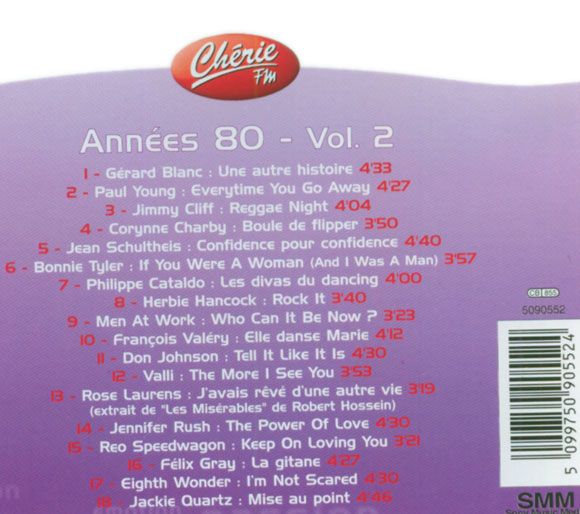 Chérie
FM
Années 80 - Vol. 2
1 - Gérard Blanc : Une autre histoire 4'33
2 - Paul Young : Everytime You Go Away 4'27
3 - Jimmy Cliff : Reggae Night 4'04
4 - Corynne Charby : Boule de flipper 3'50
5 - Jean Schultheis : Confidence pour confidence 4'40
6 - Bonnie Tyler : If You Were A Woman (And I Was A Man) 3'57
7 - Philippe Cataldo : Les divas du dancing 4'00
8 - Herbie Hancock : Rock It 3'40
9 - Men At Work : Who Can It Be Now ? 3'23
10 - François Valéry : Elle danse Marie 4'12
11 - Don Johnson : Tell It Like It Is 4'30
12 - Valli : The More I See You 3'53
13 - Rose Laurens : J'avais rêvé d'une autre vie 3'19
(extrait de "Les Misérables" de Robert Hossein)
14 - Jennifer Rush : The Power Of Love 4'30
15 - Reo Speedwagon : Keep On Loving You 3'21
16 - Félix Gray : La gitane 4'27
17 - Eighth Wonder : I'm Not Scared 4'30
18 - Jackie Quartz : Mise au point 4'46
CB 855
5090552
5 099750 905524
SMM
Sony Music Med